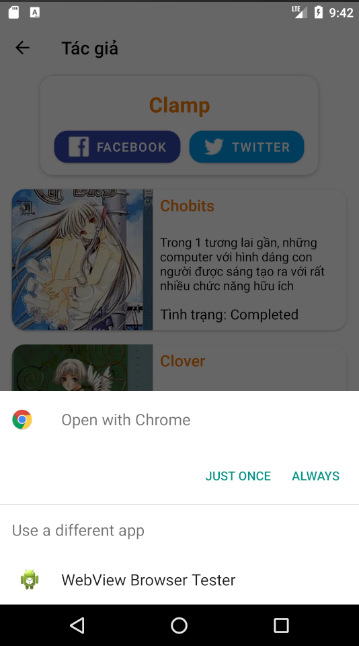 LTE 9:42
Tác giả
Clamp
FACEBOOK
TWITTER
Chobits
Trong 1 tương lai gần, những
computer với hình dáng con
người được sáng tạo ra với rất
nhiều chức năng hữu ích
Tình trạng: Completed
Clover
Open with Chrome
JUST ONCE
ALWAYS
Use a different app
WebView Browser Tester